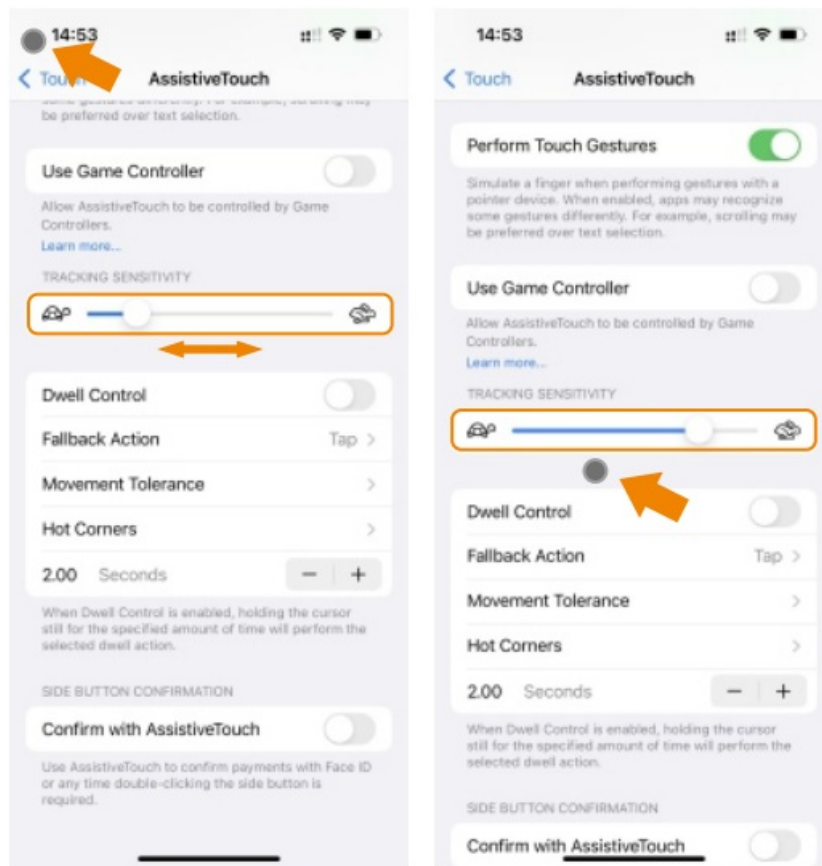 14:53
Touch AssistiveTouch
some gestures differently. For example, scrolling may
be preferred over text selection.
Use Game Controller
Allow AssistiveTouch to be controlled by Game
Controllers.
Learn more...
TRACKING SENSITIVITY
Dwell Control
Fallback Action Tap
Movement Tolerance
Hot Corners
2.00 Seconds − +
When Dwell Control is enabled, holding the cursor
still for the specified amount of time will perform the
selected dwell action.
SIDE BUTTON CONFIRMATION
Confirm with AssistiveTouch
Use AssistiveTouch to confirm payments with Face ID
or any time double-clicking the side button is
required.
14:53
Touch AssistiveTouch
Perform Touch Gestures
Simulate a finger when performing gestures with a
pointer device. When enabled, apps may recognize
some gestures differently. For example, scrolling may
be preferred over text selection.
Use Game Controller
Allow AssistiveTouch to be controlled by Game
Controllers.
Learn more...
TRACKING SENSITIVITY
Dwell Control
Fallback Action Tap
Movement Tolerance
Hot Corners
2.00 Seconds − +
When Dwell Control is enabled, holding the cursor
still for the specified amount of time will perform the
selected dwell action.
SIDE BUTTON CONFIRMATION
Confirm with AssistiveTouch